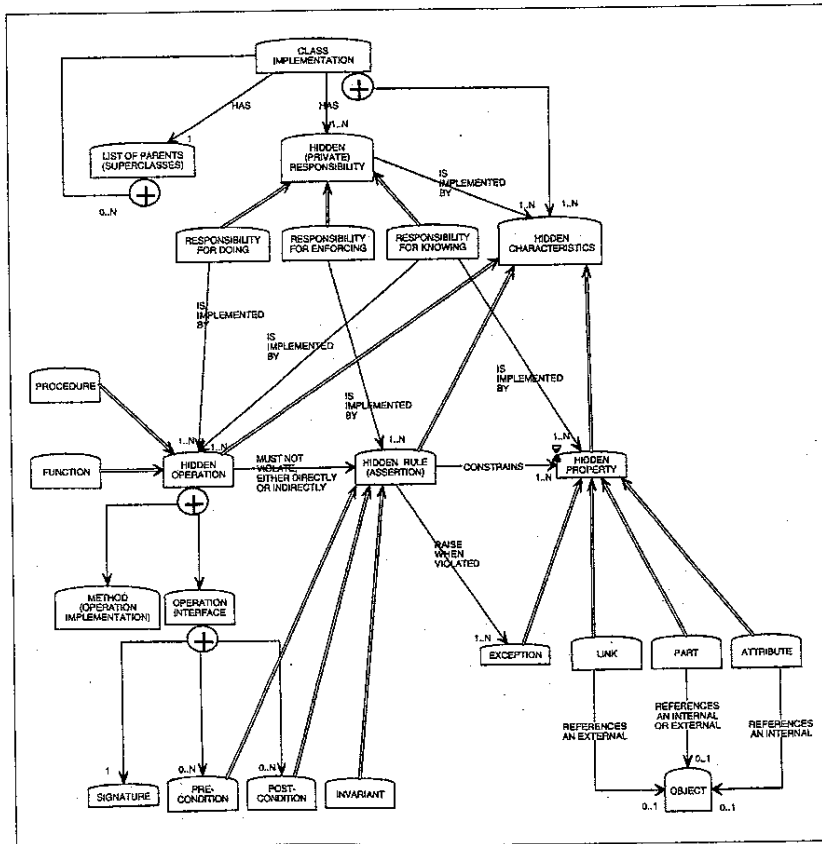 CLASS
IMPLEMENTATION
HAS
HAS
1
1..N
LIST OF PARENTS
(SUPERCLASSES)
0..N
HIDDEN
(PRIVATE)
RESPONSIBILITY
IS
IMPLEMENTED
BY
1..N
1..N
RESPONSIBILITY
FOR DOING
RESPONSIBILITY
FOR ENFORCING
RESPONSIBILITY
FOR KNOWING
HIDDEN
CHARACTERISTICS
IS
IMPLEMENTED
BY
IS
IMPLEMENTED
BY
IS
IMPLEMENTED
BY
IS
IMPLEMENTED
BY
PROCEDURE
FUNCTION
1..N
1..N
HIDDEN
OPERATION
MUST NOT
VIOLATE,
EITHER DIRECTLY
OR INDIRECTLY
1..N
HIDDEN RULE
(ASSERTION)
CONSTRAINS
1..N
1..N
HIDDEN
PROPERTY
RAISE
WHEN
VIOLATED
METHOD
(OPERATION
IMPLEMENTATION)
OPERATION
INTERFACE
1..N
EXCEPTION
LINK
PART
ATTRIBUTE
REFERENCES
AN EXTERNAL
REFERENCES
AN INTERNAL
OR EXTERNAL
REFERENCES
AN INTERNAL
1
SIGNATURE
0..N
PRE-
CONDITION
0..N
POST-
CONDITION
INVARIANT
0..1
0..1
OBJECT
0..1